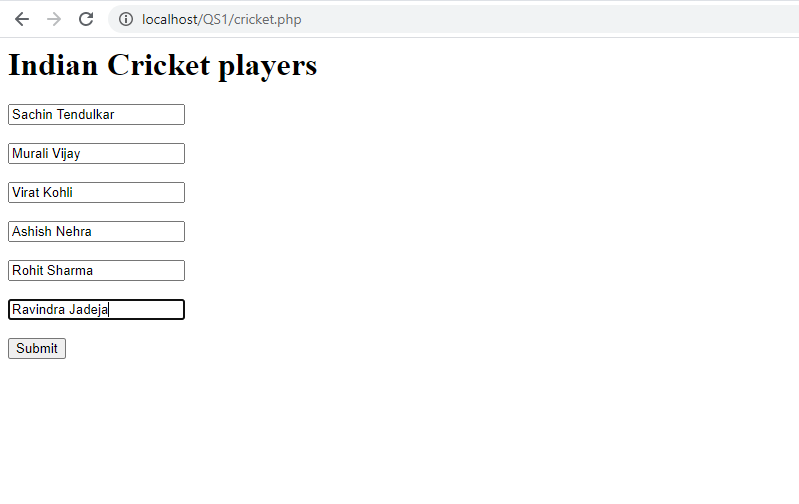 localhost/QS1/cricket.php
Indian Cricket players
Sachin Tendulkar
Murali Vijay
Virat Kohli
Ashish Nehra
Rohit Sharma
Ravindra Jadeja
Submit